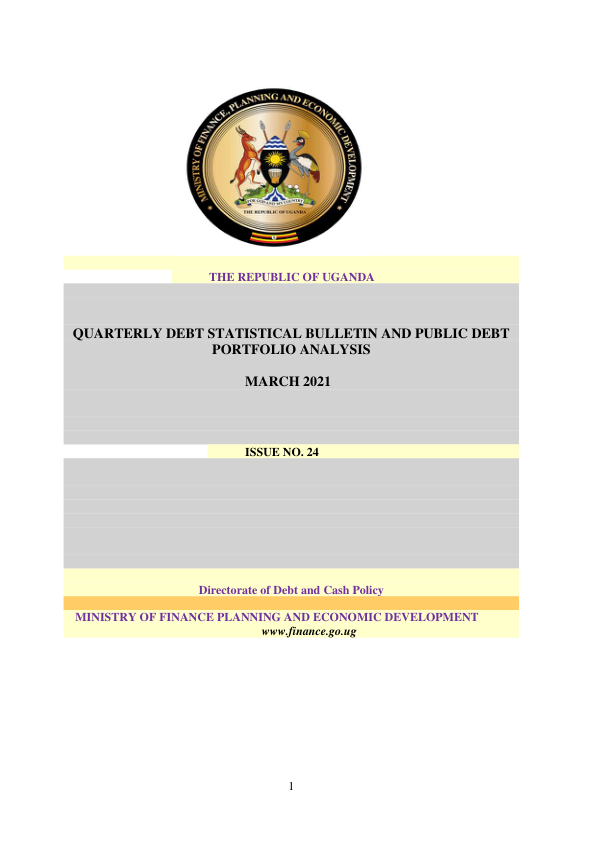 MINISTRY OF FINANCE, PLANNING AND ECONOMIC DEVELOPMENT
FOR GOD AND MY COUNTRY
THE REPUBLIC OF UGANDA
THE REPUBLIC OF UGANDA
QUARTERLY DEBT STATISTICAL BULLETIN AND PUBLIC DEBT
PORTFOLIO ANALYSIS
MARCH 2021
ISSUE NO. 24
Directorate of Debt and Cash Policy
MINISTRY OF FINANCE PLANNING AND ECONOMIC DEVELOPMENT
www.finance.go.ug
1